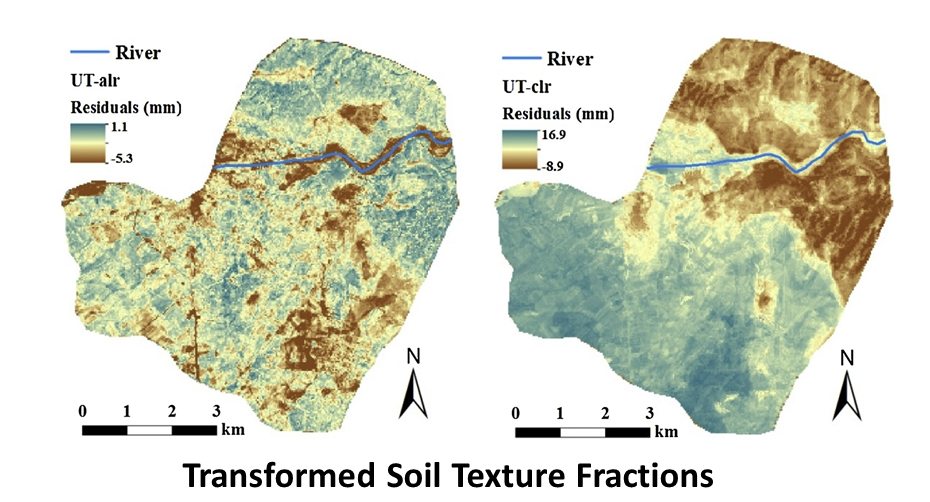 River
UT-alr
Residuals (mm)
1.1
-5.3
N
0 1 2 3
km
River
UT-clr
Residuals (mm)
16.9
-8.9
N
0 1 2 3
km
Transformed Soil Texture Fractions